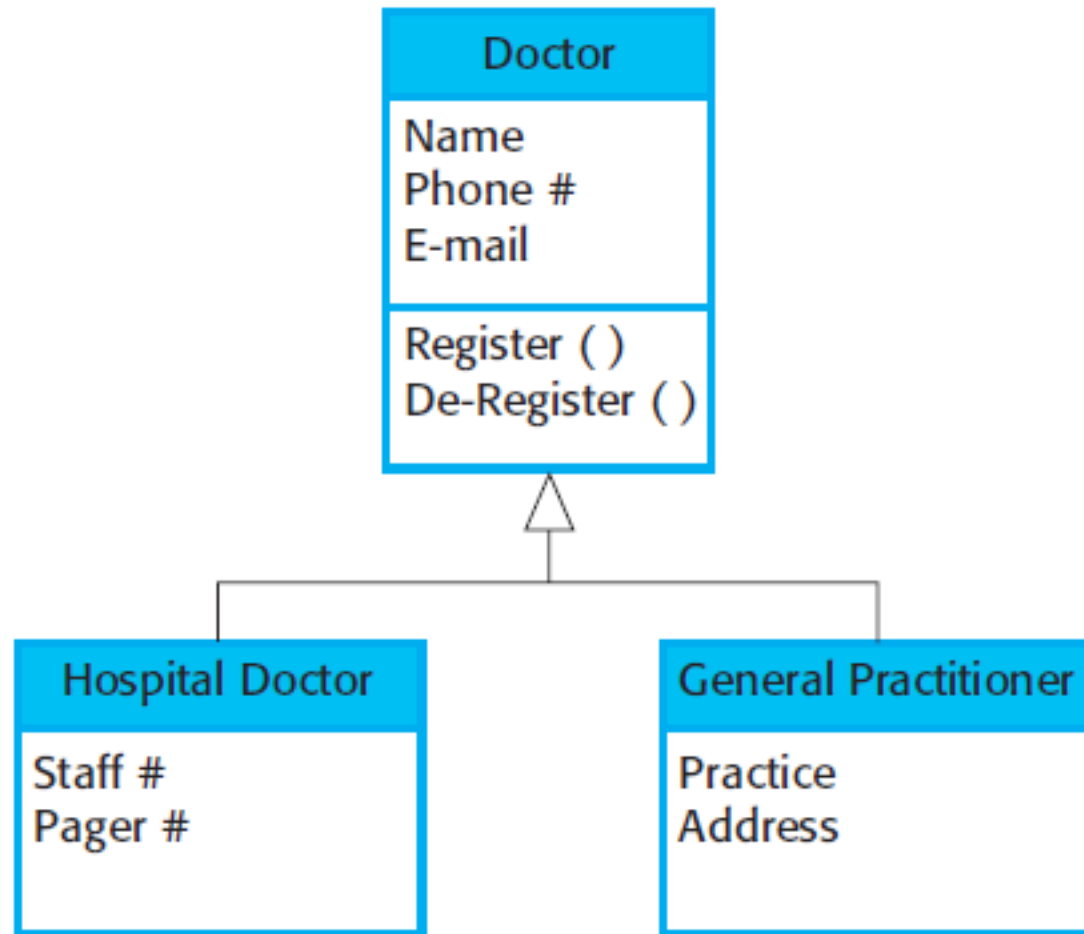 Doctor
Name
Phone #
E-mail
Register ( )
De-Register ( )
Hospital Doctor
Staff #
Pager #
General Practitioner
Practice
Address